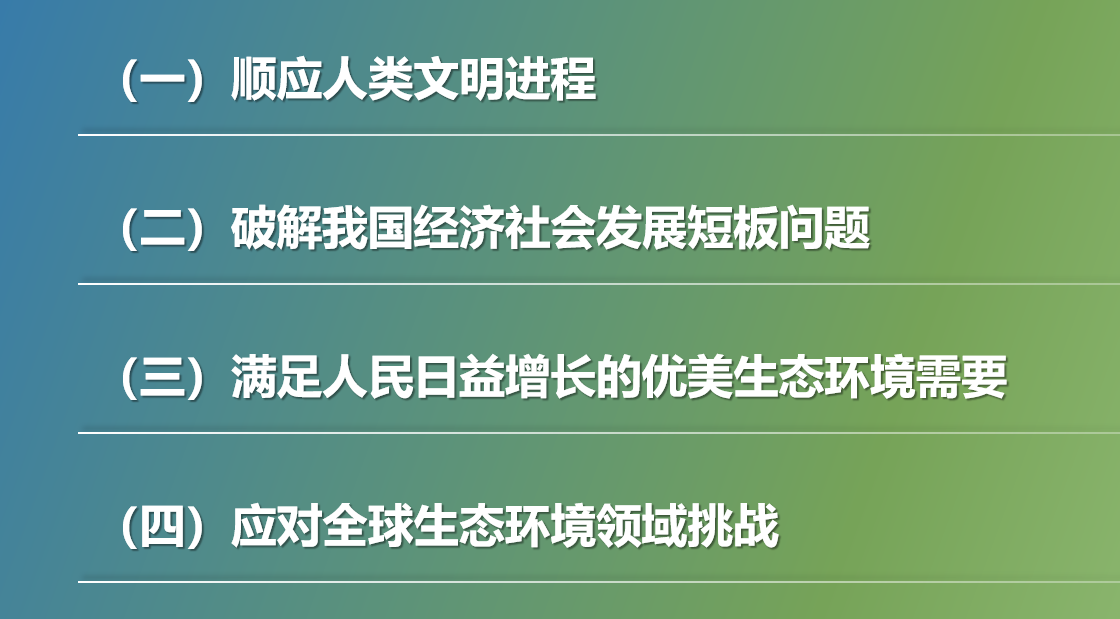 （一）顺应人类文明进程
（二）破解我国经济社会发展短板问题
（三）满足人民日益增长的优美生态环境需要
（四）应对全球生态环境领域挑战